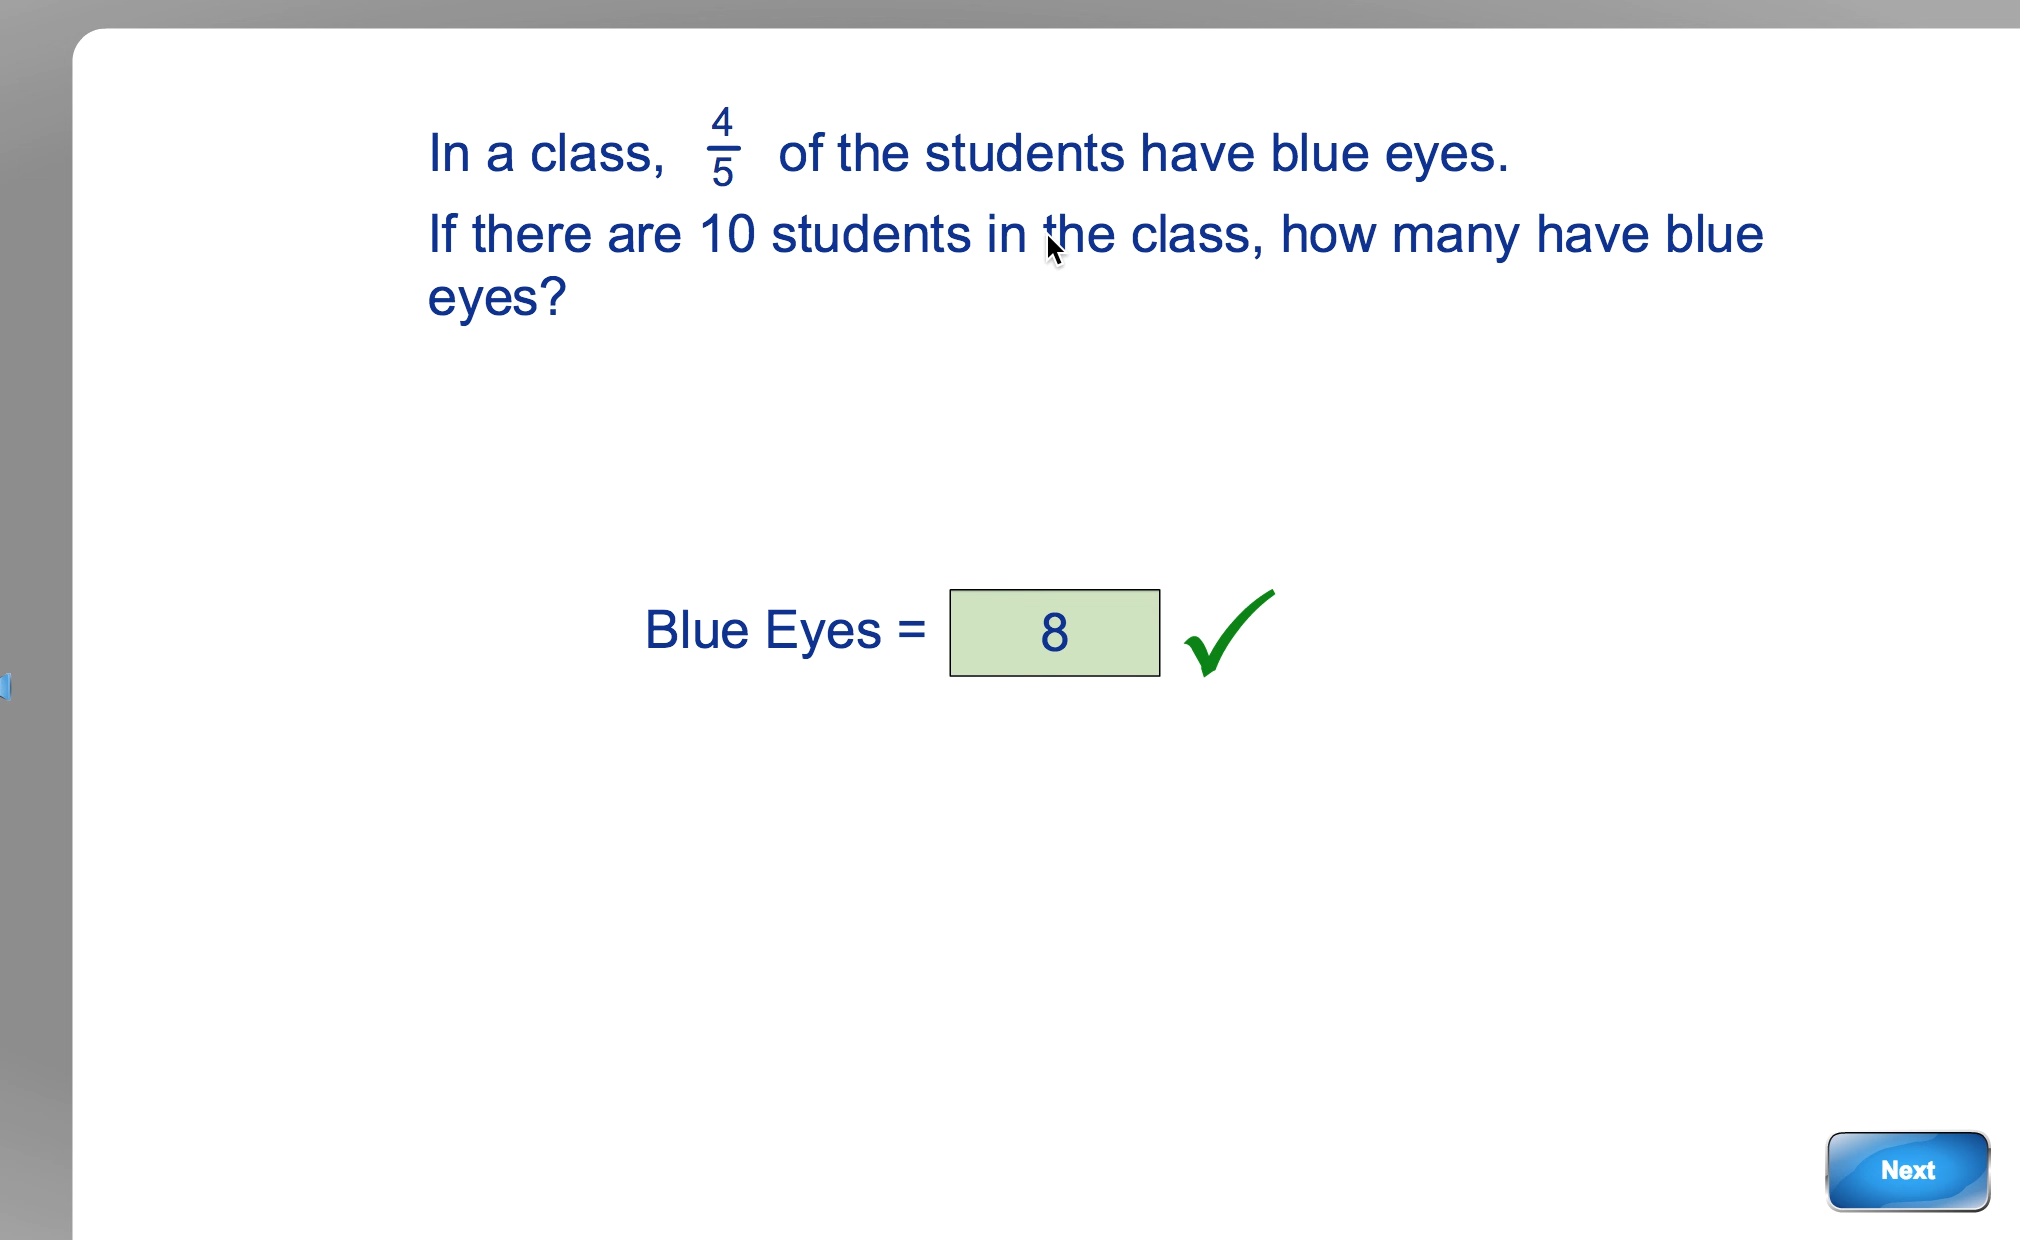 In a class, 4/5 of the students have blue eyes.
If there are 10 students in the class, how many have blue
eyes?
Blue Eyes = 8
Next